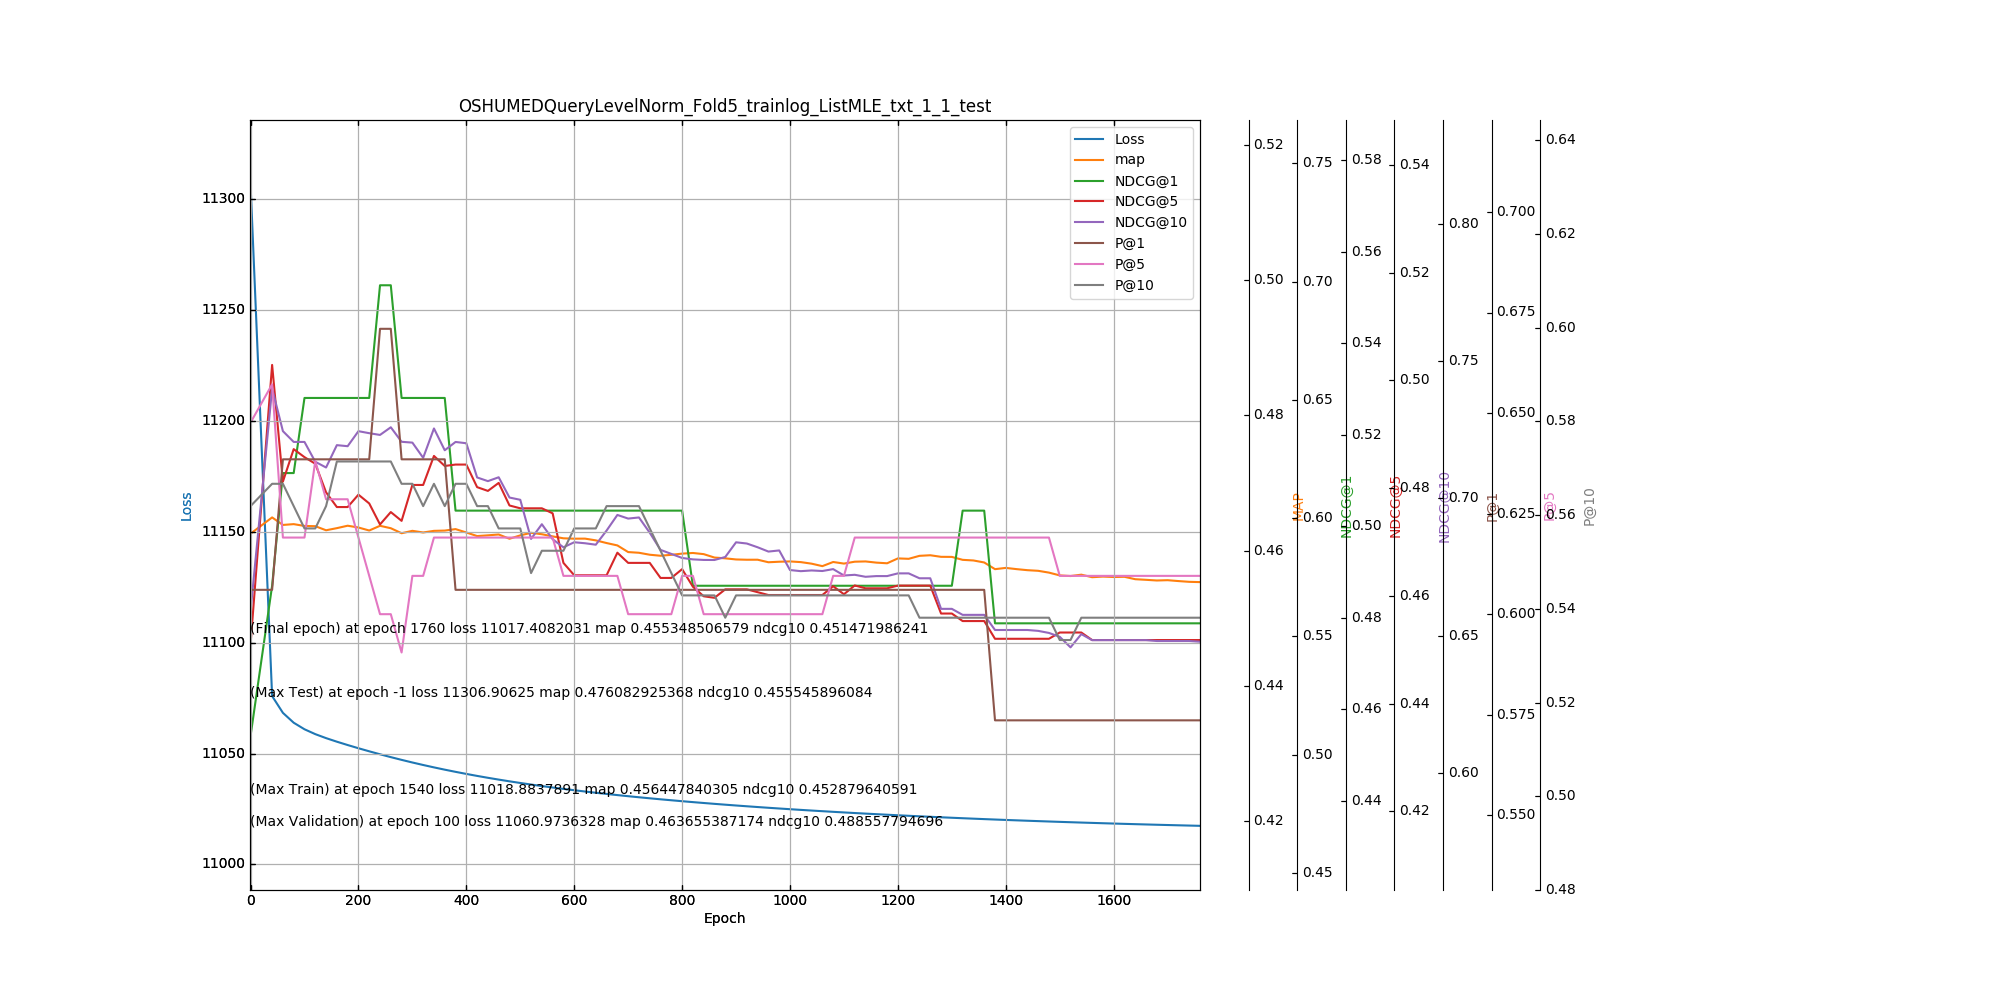 OSHUMEDQueryLevelNorm_Fold5_trainlog_ListMLE_txt_1_1_test
Loss
11300
11250
11200
11150
11100
11050
11000
0 200 400 600 800 1000 1200 1400 1600
Epoch
Loss
map
NDCG@1
NDCG@5
NDCG@10
P@1
P@5
P@10
(Final epoch) at epoch 1760 loss 11017.4082031 map 0.455348506579 ndcg10 0.451471986241
(Max Test) at epoch -1 loss 11306.90625 map 0.476082925368 ndcg10 0.455545896084
(Max Train) at epoch 1540 loss 11018.8837891 map 0.456447840305 ndcg10 0.452879640591
(Max Validation) at epoch 100 loss 11060.9736328 map 0.463655387174 ndcg10 0.488557794696
0.52
0.50
0.48
0.46
0.44
0.42
MAP
0.75
0.70
0.65
0.60
0.55
0.50
0.45
NDCG@1
0.58
0.56
0.54
0.52
0.50
0.48
0.46
0.44
NDCG@5
0.54
0.52
0.50
0.48
0.46
0.44
0.42
NDCG@10
0.80
0.75
0.70
0.65
0.60
P@1
0.700
0.675
0.650
0.625
0.600
0.575
0.550
P@5
0.64
0.62
0.60
0.58
0.56
0.54
0.52
0.50
0.48
P@10